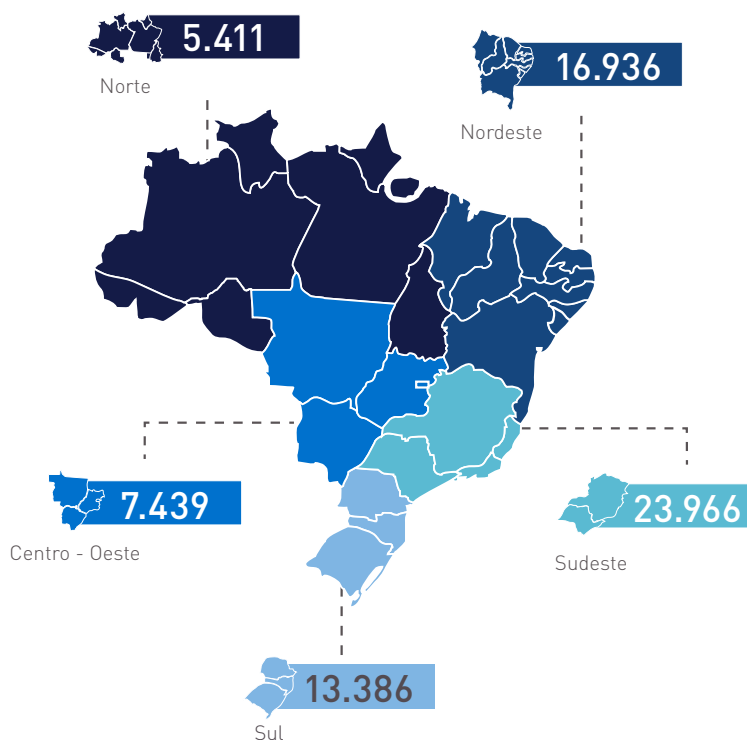 5.411
Norte
16.936
Nordeste
7.439
Centro - Oeste
23.966
Sudeste
13.386
Sul